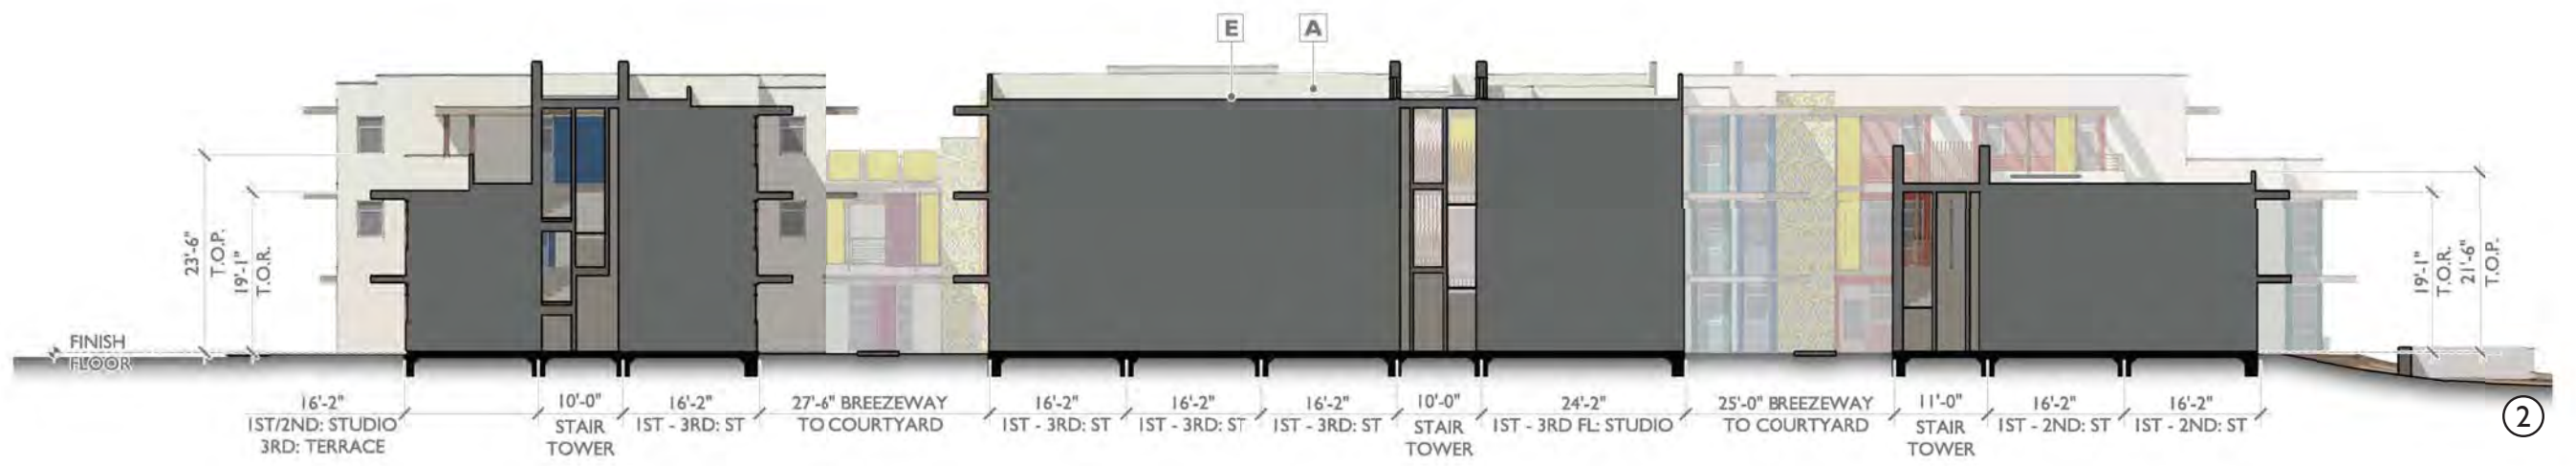 E A
23'-6"
T.O.P.
19'-1"
T.O.R.
19'-1"
T.O.R.
21'-6"
T.O.P.
FINISH
FLOOR
16'-2"
1ST/2ND: STUDIO
3RD: TERRACE
10'-0"
STAIR
TOWER
16'-2"
1ST - 3RD: ST
27'-6" BREEZEWAY
TO COURTYARD
16'-2"
1ST - 3RD: ST
16'-2"
1ST - 3RD: ST
16'-2"
1ST - 3RD: ST
10'-0"
STAIR
TOWER
24'-2"
1ST - 3RD FL: STUDIO
25'-0" BREEZEWAY
TO COURTYARD
11'-0"
STAIR
TOWER
16'-2"
1ST - 2ND: ST
16'-2"
1ST - 2ND: ST
2